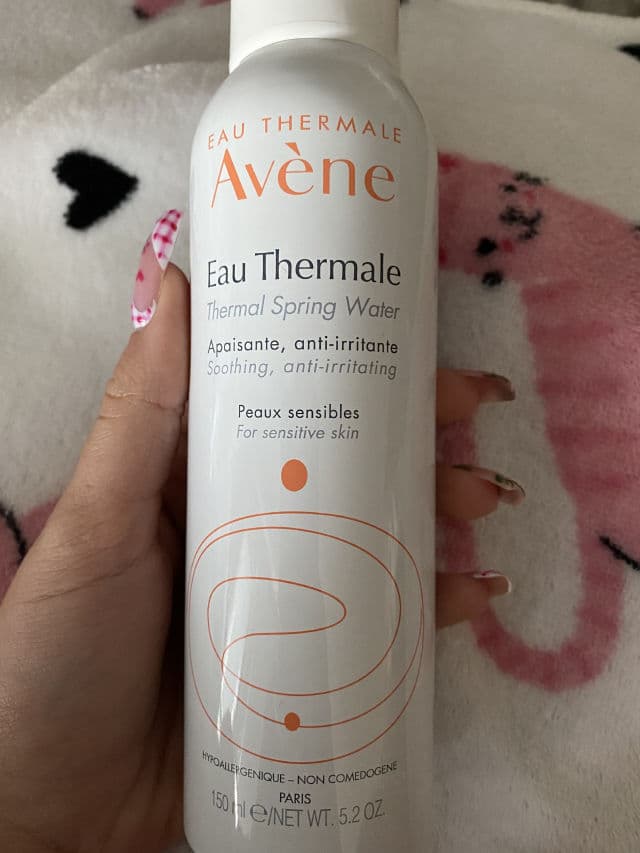 EAU THERMALE
Avène
Eau Thermale
Thermal Spring Water
Apaisante, anti-irritante
Soothing, anti-irritating
Peaux sensibles
For sensitive skin
HYPOALLERGENIQUE – NON COMEDOGENE
PARIS
150 ml e/NET WT. 5.2 OZ.